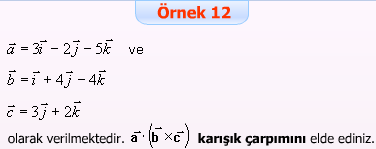 Örnek 12
a⃗ = 3i⃗ − 2j⃗ − 5k⃗ ve
b⃗ = i⃗ + 4j⃗ − 4k⃗
c⃗ = 3j⃗ + 2k⃗
olarak verilmektedir. a⃗ · (b⃗ × c⃗) karışık çarpımını elde ediniz.